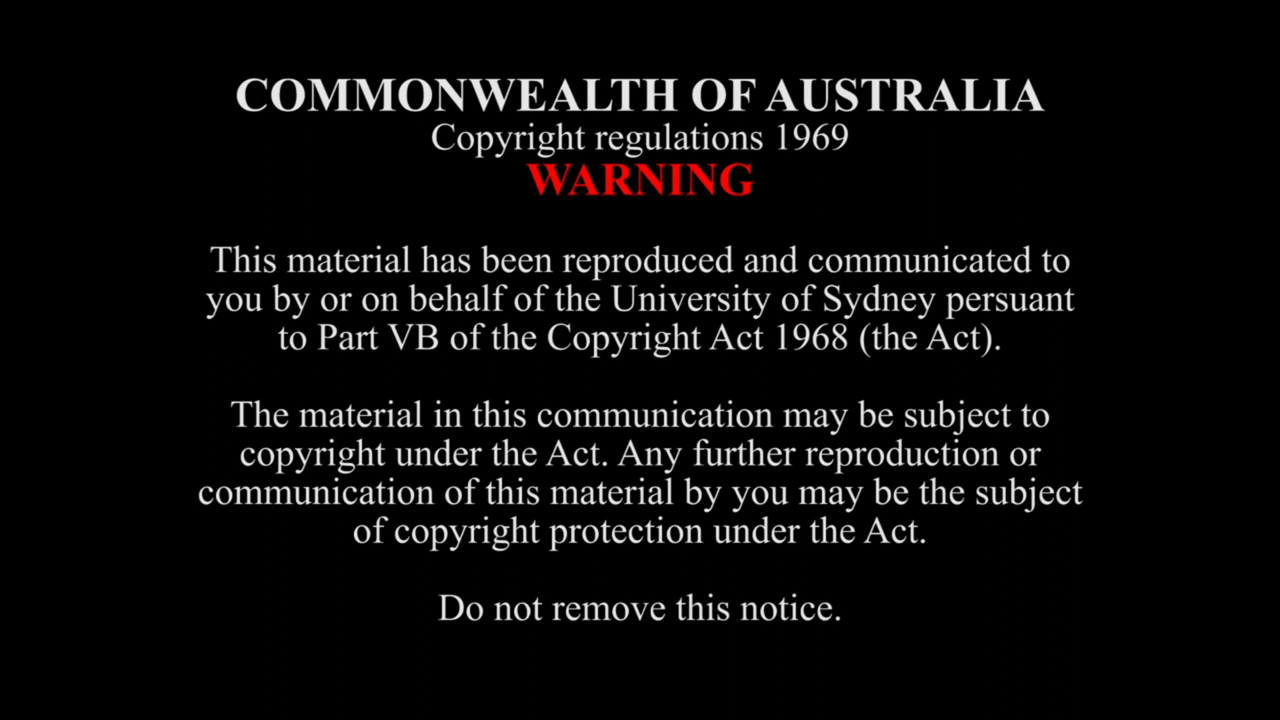 COMMONWEALTH OF AUSTRALIA
Copyright regulations 1969
WARNING
This material has been reproduced and communicated to
you by or on behalf of the University of Sydney persuant
to Part VB of the Copyright Act 1968 (the Act).
The material in this communication may be subject to
copyright under the Act. Any further reproduction or
communication of this material by you may be the subject
of copyright protection under the Act.
Do not remove this notice.